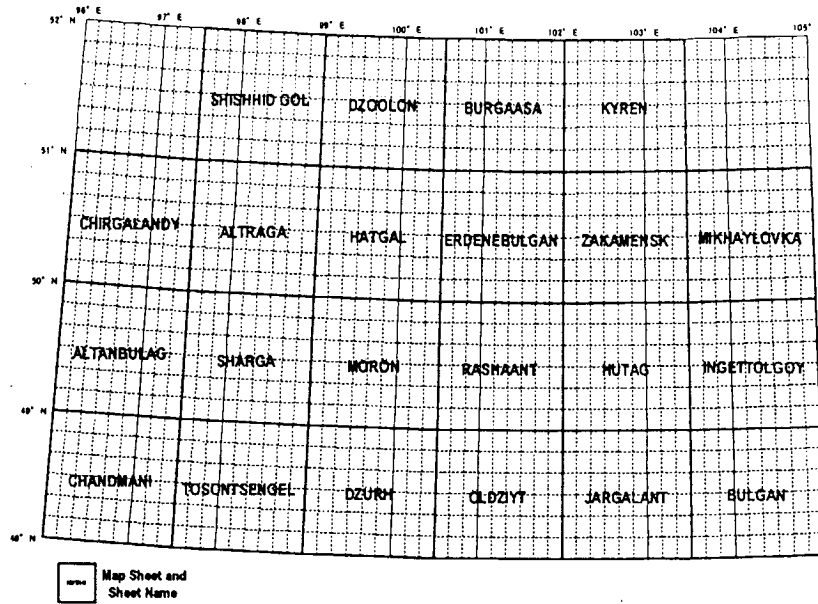 96° E 97° E 98° E 99° E 100° E 101° E 102° E 103° E 104° E 105°
52° N
SHISHHID GOL DZOOLON BURGAASA KYREN
51° N
CHIRGALANDY ALTRAGA HATGAL ERDENEBULGAN ZAKAMENSK MIKHAYLOVKA
50° N
ALTANBULAG SHARGA MORÖN RASHAANT HUTAG INGETTOLGOY
49° N
CHANDMANI TOSONTSENGEL DZURH OLDZIYT JARGALANT BULGAN
48° N
Map Sheet and
Sheet Name